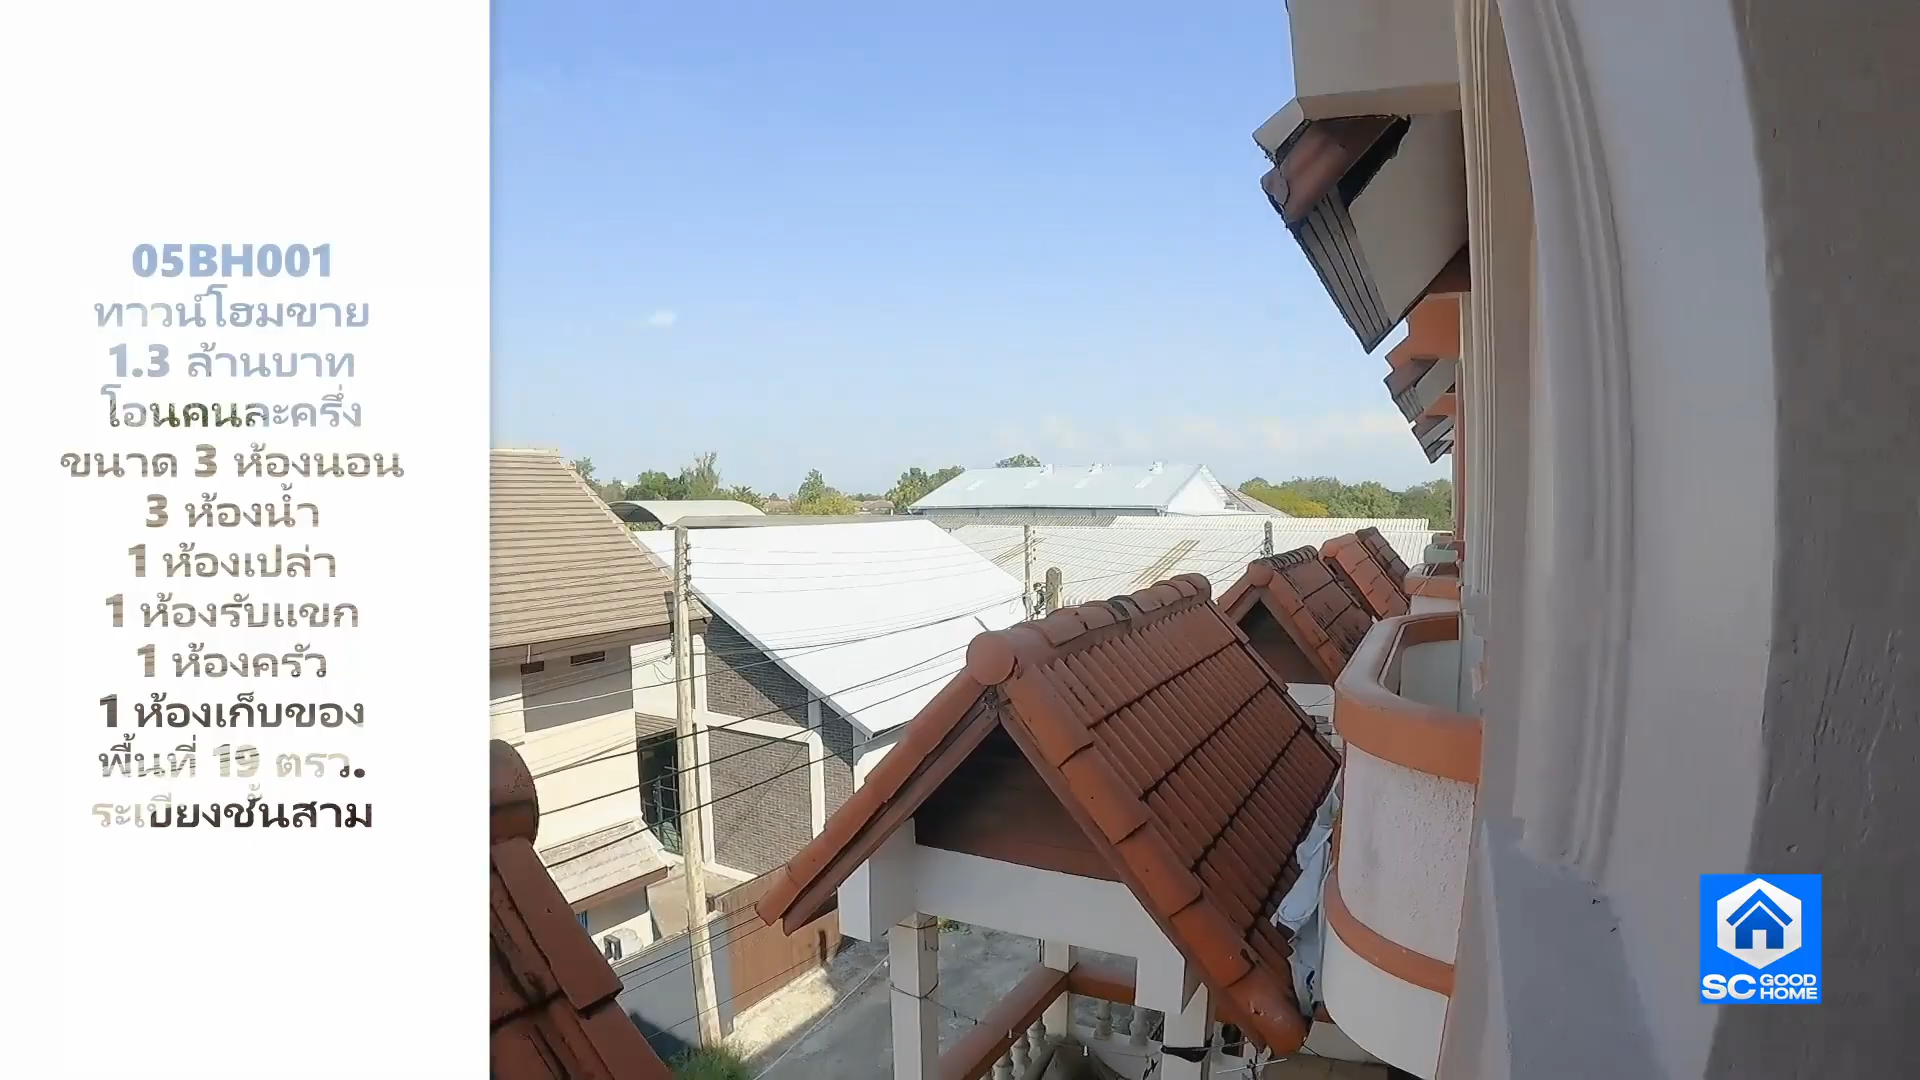 05BH001
ทาวน์โฮมขาย
1.3 ล้านบาท
โอนคนละครึ่ง
ขนาด 3 ห้องนอน
3 ห้องน้ำ
1 ห้องเปล่า
1 ห้องรับแขก
1 ห้องครัว
1 ห้องเก็บของ
พื้นที่ 19 ตรว.
ระเบียงชั้นสาม
SC GOOD HOME